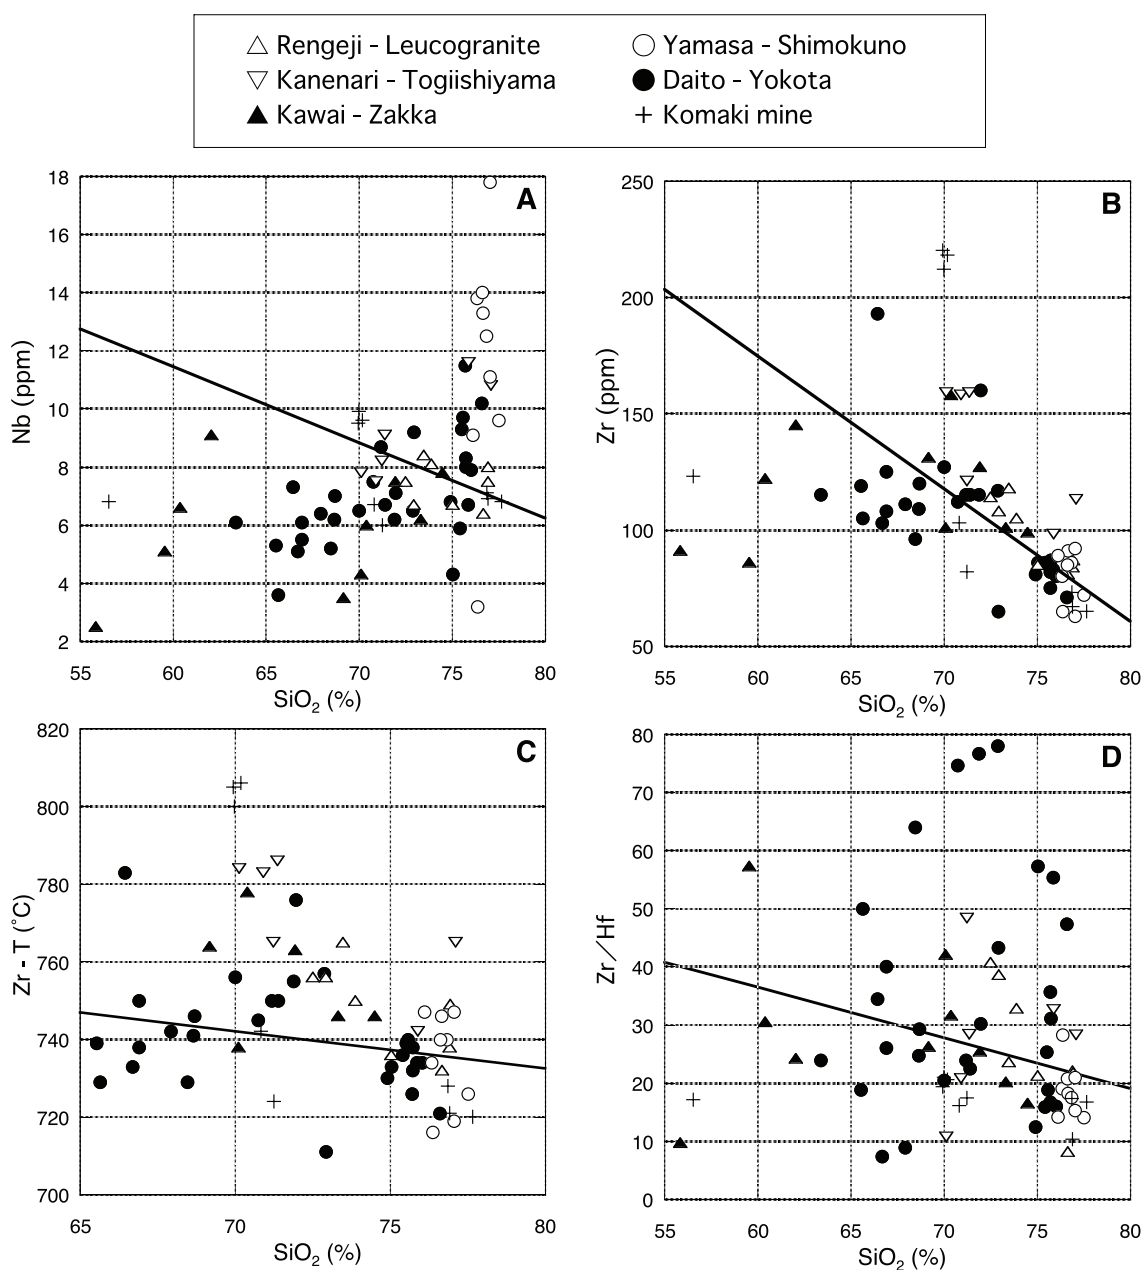 Rengeji - Leucogranite
Yamasa - Shimokuno
Kanenari - Togiishiyama
Daito - Yokota
Kawai - Zakka
Komaki mine
A
Nb (ppm)
18
16
14
12
10
8
6
4
2
55 60 65 70 75 80
SiO₂ (%)
B
Zr (ppm)
250
200
150
100
50
55 60 65 70 75 80
SiO₂ (%)
C
Zr - T (˚C)
820
800
780
760
740
720
700
65 70 75 80
SiO₂ (%)
D
Zr/Hf
80
70
60
50
40
30
20
10
0
55 60 65 70 75 80
SiO₂ (%)